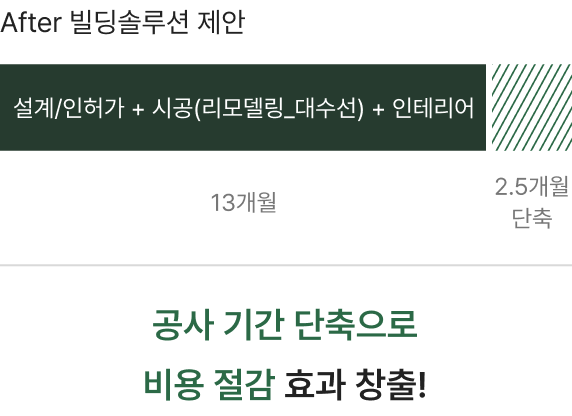 After 빌딩솔루션 제안
설계/인허가 + 시공(리모델링_대수선) + 인테리어
13개월
2.5개월
단축
공사 기간 단축으로
비용 절감 효과 창출!